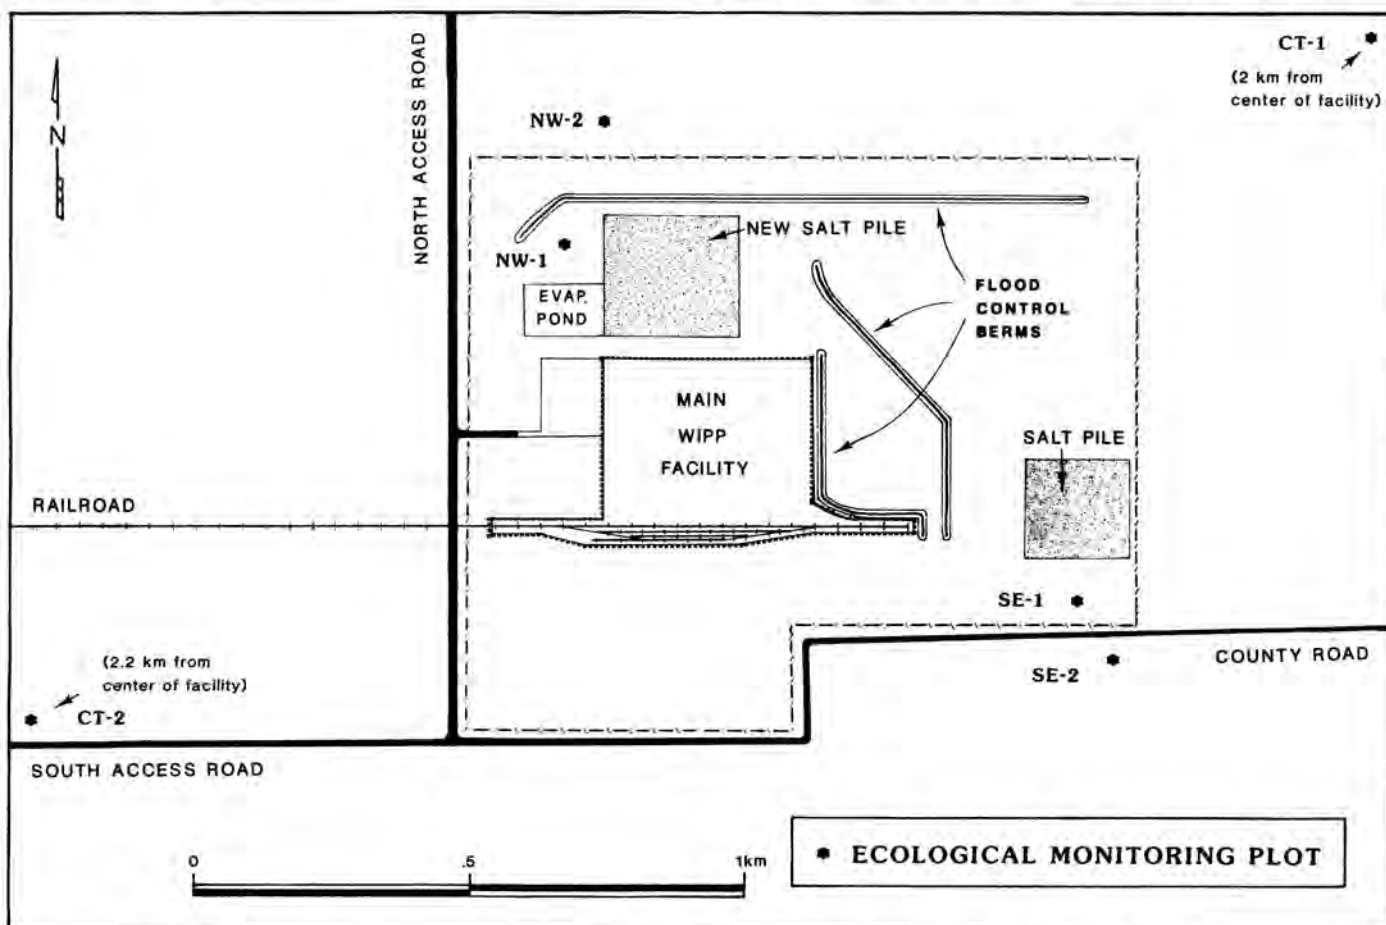 CT-1
(2 km from
center of facility)
NORTH ACCESS ROAD
N
NW-2
NEW SALT PILE
NW-1
FLOOD
CONTROL
BERMS
EVAP.
POND
MAIN
WIPP
FACILITY
SALT PILE
RAILROAD
SE-1
COUNTY ROAD
SE-2
(2.2 km from
center of facility)
CT-2
SOUTH ACCESS ROAD
0 .5 1km
* ECOLOGICAL MONITORING PLOT